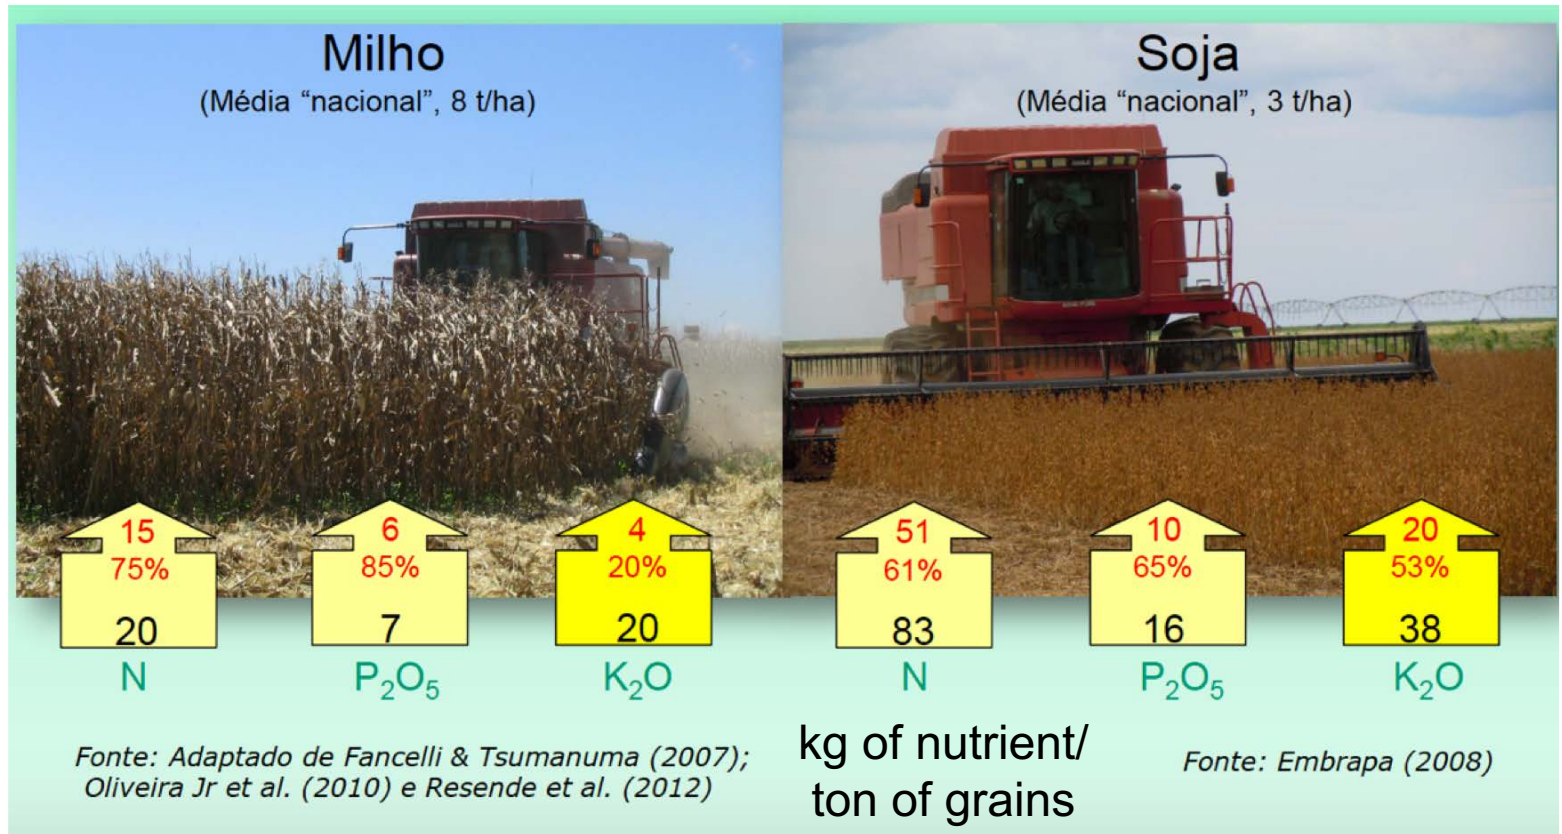 Milho
(Média “nacional”, 8 t/ha)
15
75%
20
N
6
85%
7
P₂O₅
4
20%
20
K₂O
Fonte: Adaptado de Fancelli & Tsumanuma (2007);
Oliveira Jr et al. (2010) e Resende et al. (2012)
Soja
(Média “nacional”, 3 t/ha)
51
61%
83
N
10
65%
16
P₂O₅
20
53%
38
K₂O
kg of nutrient/
ton of grains
Fonte: Embrapa (2008)